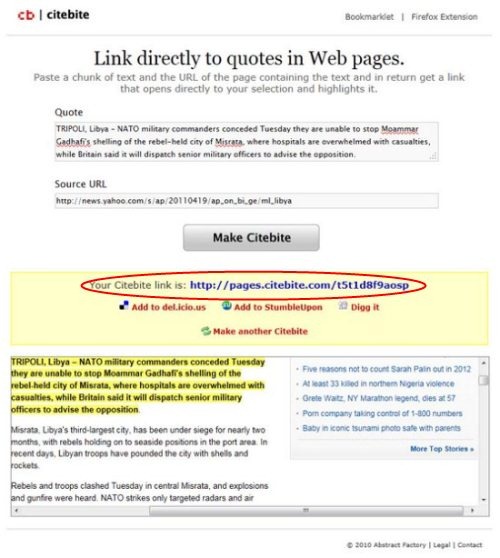 cb | citebite
Bookmarklet | Firefox Extension
Link directly to quotes in Web pages.
Paste a chunk of text and the URL of the page containing the text and in return get a link
that opens directly to your selection and highlights it.
Quote
TRIPOLI, Libya – NATO military commanders conceded Tuesday they are unable to stop Moammar
Gadhafi's shelling of the rebel-held city of Misrata, where hospitals are overwhelmed with casualties,
while Britain said it will dispatch senior military officers to advise the opposition.
Source URL
http://news.yahoo.com/s/ap/20110419/ap_on_bi_ge/ml_libya
Make Citebite
Your Citebite link is: http://pages.citebite.com/t5t1d8f9aosp
Add to del.icio.us Add to StumbleUpon Digg it
Make another Citebite
TRIPOLI, Libya – NATO military commanders conceded Tuesday
they are unable to stop Moammar Gadhafi's shelling of the
rebel-held city of Misrata, where hospitals are overwhelmed with
casualties, while Britain said it will dispatch senior military
officers to advise the opposition.
Misrata, Libya's third-largest city, has been under siege for nearly two
months, with rebels holding on to seaside positions in the port area. In
recent days, Libyan troops have pounded the city with shells and
rockets.
Rebels and troops clashed Tuesday in central Misrata, and explosions
and gunfire were heard. NATO strikes only targeted radars and air
Five reasons not to count Sarah Palin out in 2012
At least 33 killed in northern Nigeria violence
Grete Waitz, NY Marathon legend, dies at 57
Porn company taking control of 1-800 numbers
Baby in iconic tsunami photo safe with parents
More Top Stories »
© 2010 Abstract Factory | Legal | Contact